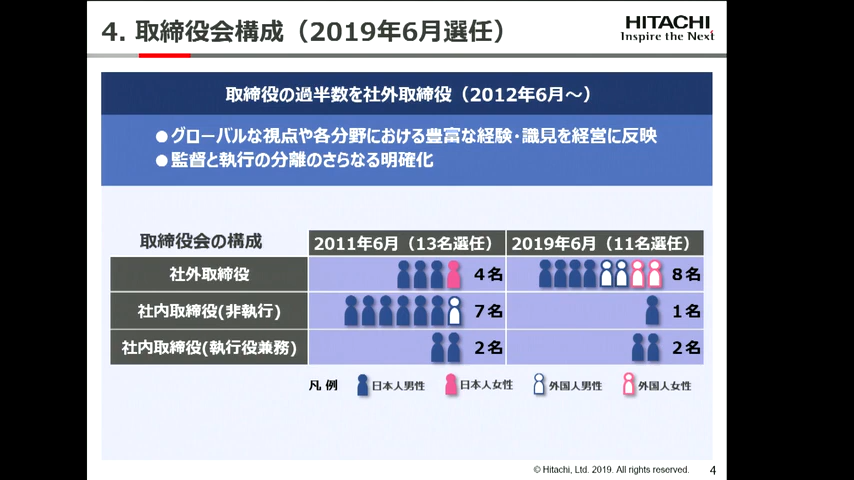 4. 取締役会構成（2019年6月選任）
HITACHI
Inspire the Next
取締役の過半数を社外取締役（2012年6月～）
●グローバルな視点や各分野における豊富な経験・識見を経営に反映
●監督と執行の分離のさらなる明確化
取締役会の構成
2011年6月（13名選任） 2019年6月（11名選任）
社外取締役 4名 8名
社内取締役(非執行) 7名 1名
社内取締役(執行役兼務) 2名 2名
凡例 日本人男性 日本人女性 外国人男性 外国人女性
© Hitachi, Ltd. 2019. All rights reserved. 4